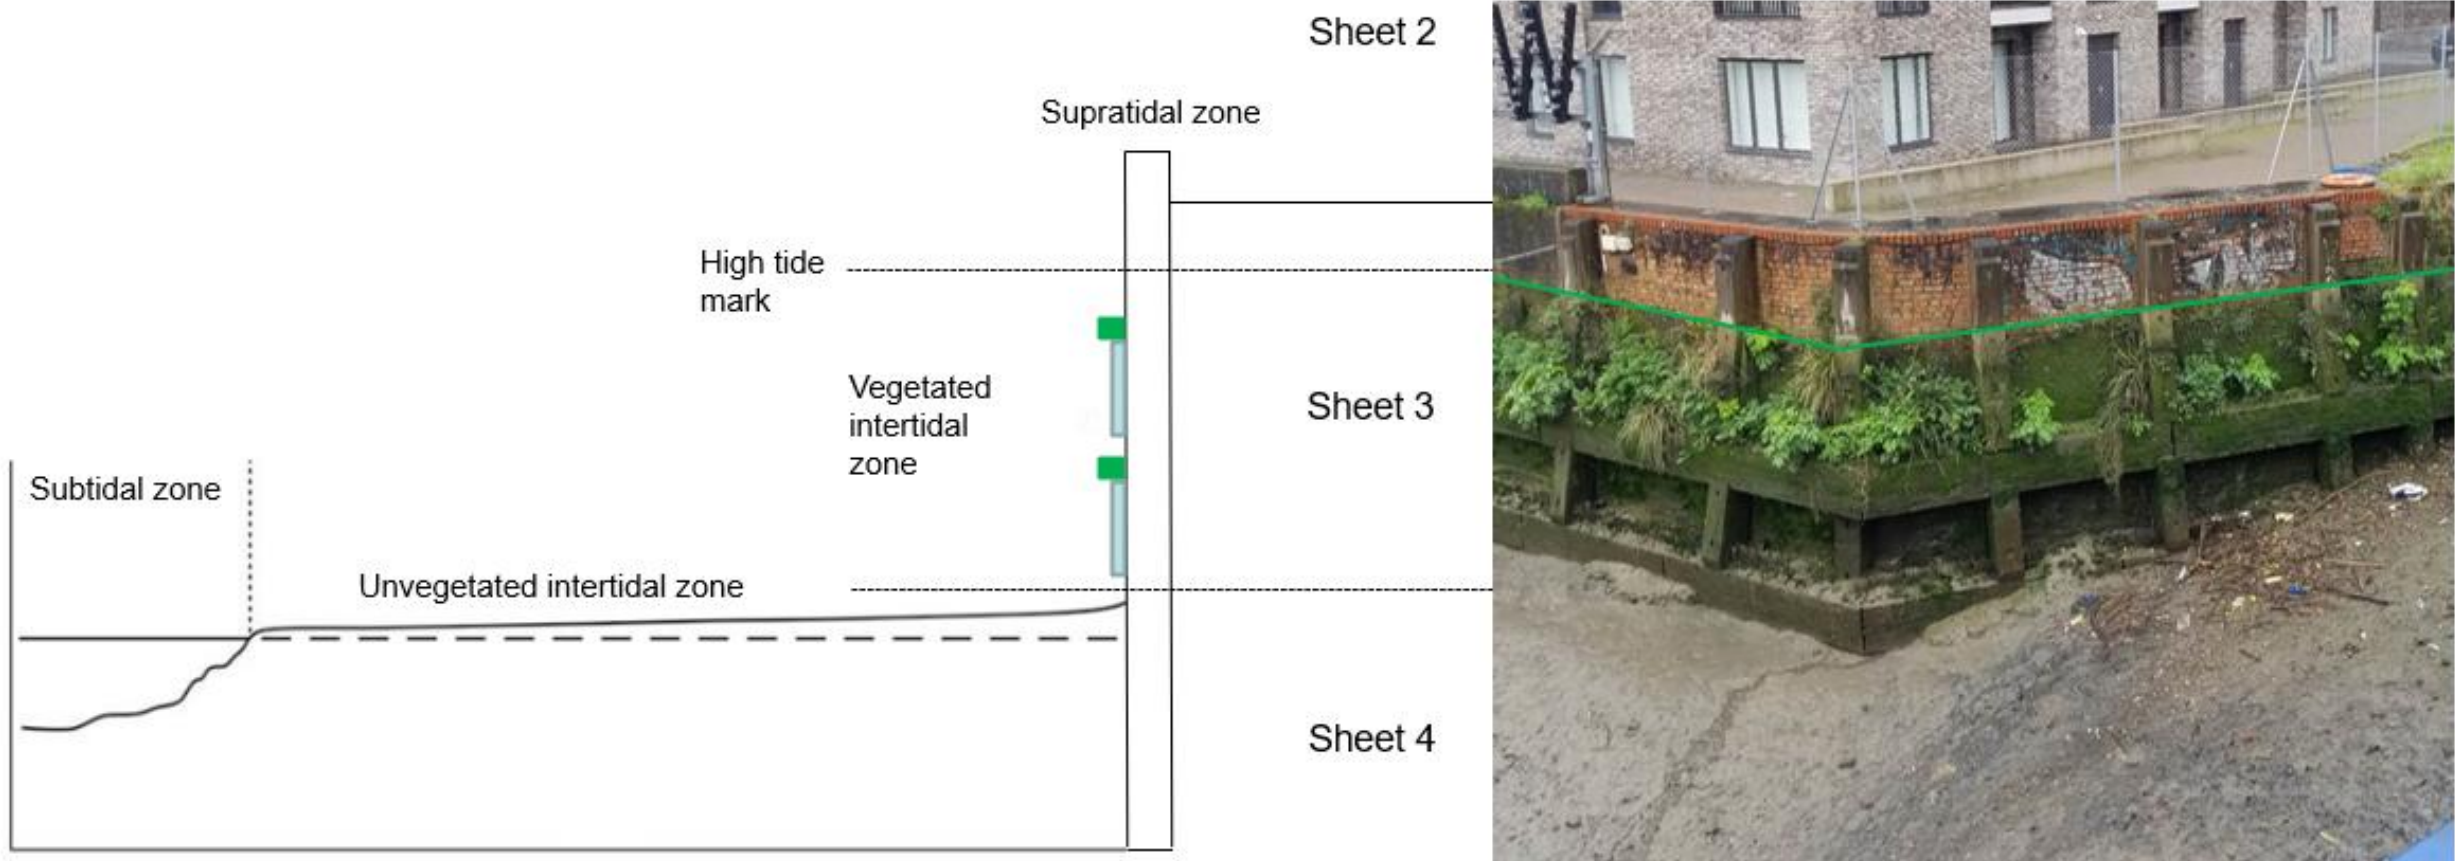 Sheet 2
Supratidal zone
High tide
mark
Vegetated
intertidal
zone
Sheet 3
Subtidal zone
Unvegetated intertidal zone
Sheet 4